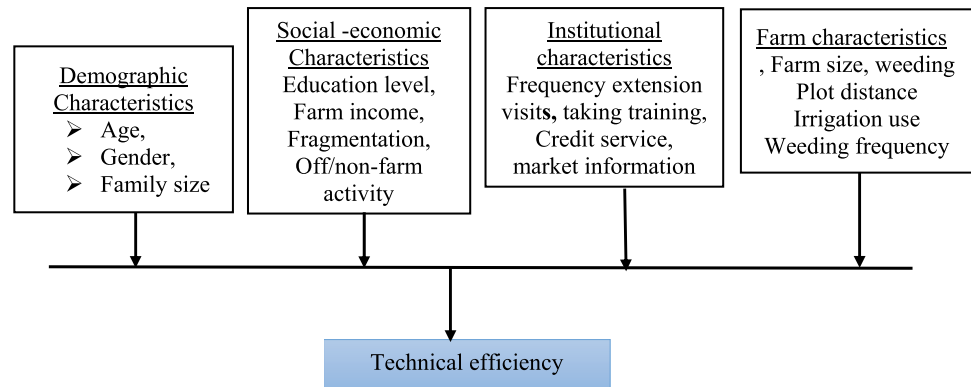 Demographic
Characteristics
➢ Age,
➢ Gender,
➢ Family size
Social -economic
Characteristics
Education level,
Farm income,
Fragmentation,
Off/non-farm
activity
Institutional
characteristics
Frequency extension
visits, taking training,
Credit service,
market information
Farm characteristics
, Farm size, weeding
Plot distance
Irrigation use
Weeding frequency
Technical efficiency